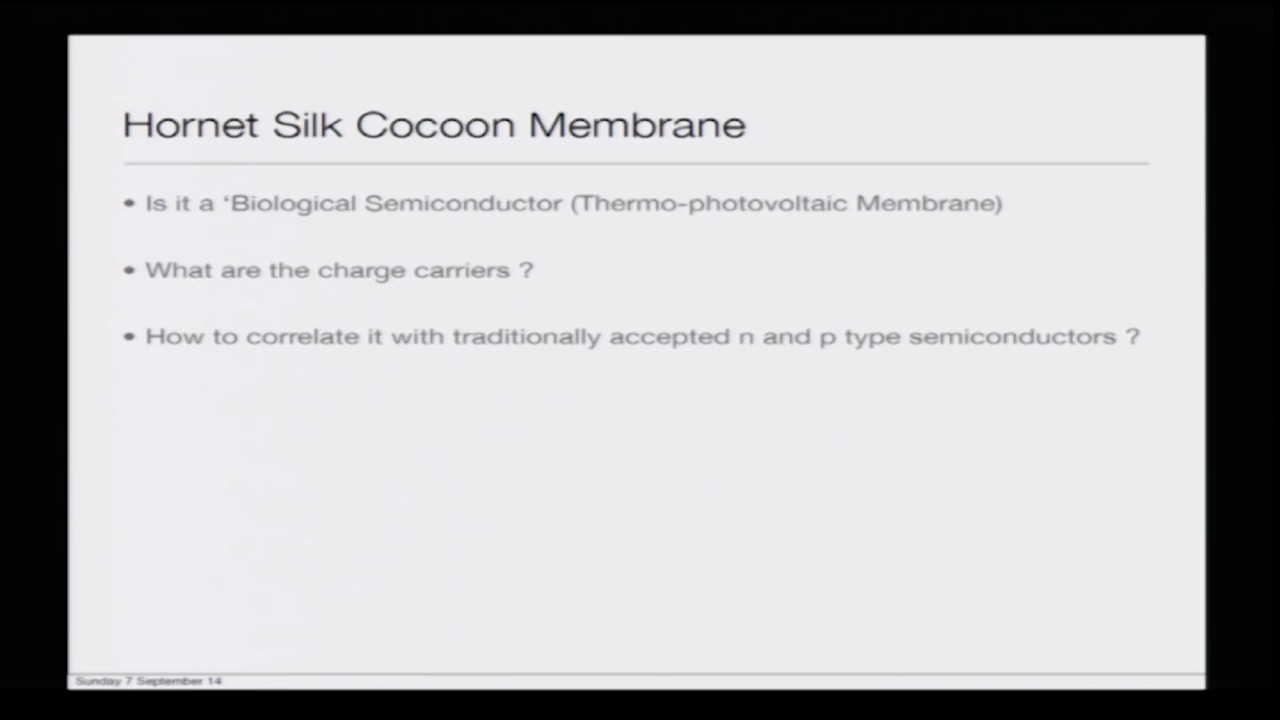 Hornet Silk Cocoon Membrane
• Is it a ‘Biological Semiconductor (Thermo-photovoltaic Membrane)
• What are the charge carriers ?
• How to correlate it with traditionally accepted n and p type semiconductors ?
Sunday 7 September 14